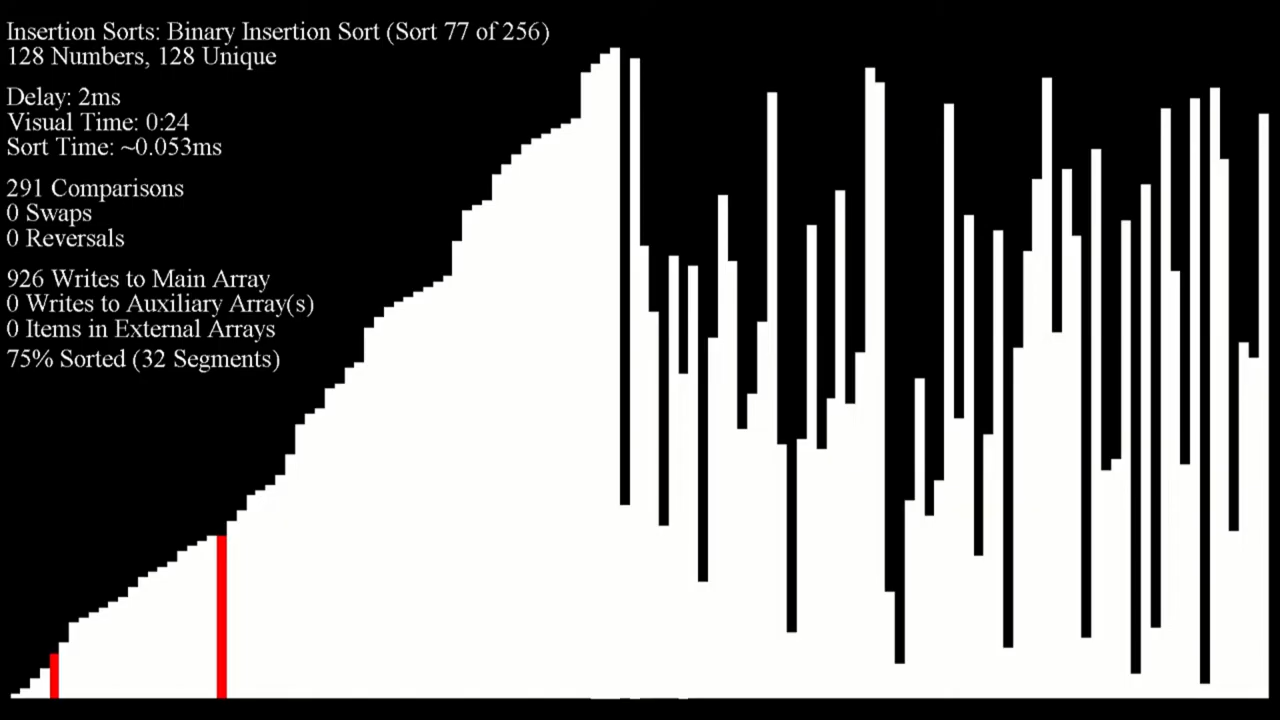 Insertion Sorts: Binary Insertion Sort (Sort 77 of 256)
128 Numbers, 128 Unique
Delay: 2ms
Visual Time: 0:24
Sort Time: ~0.053ms
291 Comparisons
0 Swaps
0 Reversals
926 Writes to Main Array
0 Writes to Auxiliary Array(s)
0 Items in External Arrays
75% Sorted (32 Segments)